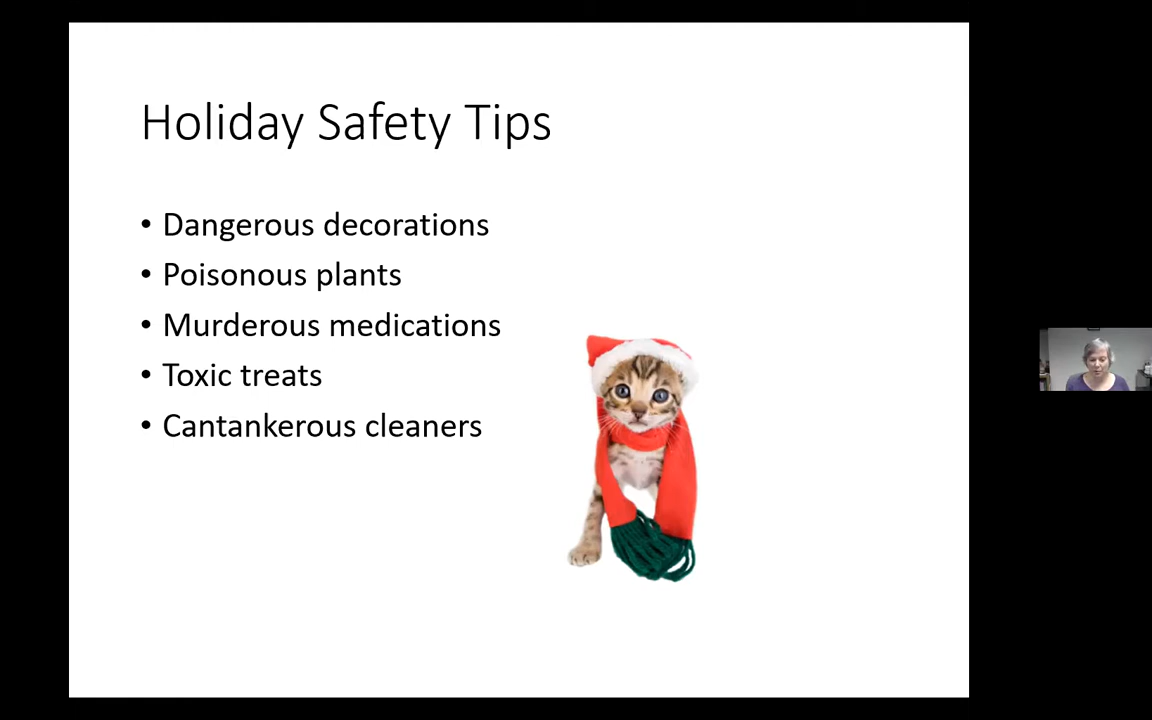 Holiday Safety Tips
• Dangerous decorations
• Poisonous plants
• Murderous medications
• Toxic treats
• Cantankerous cleaners